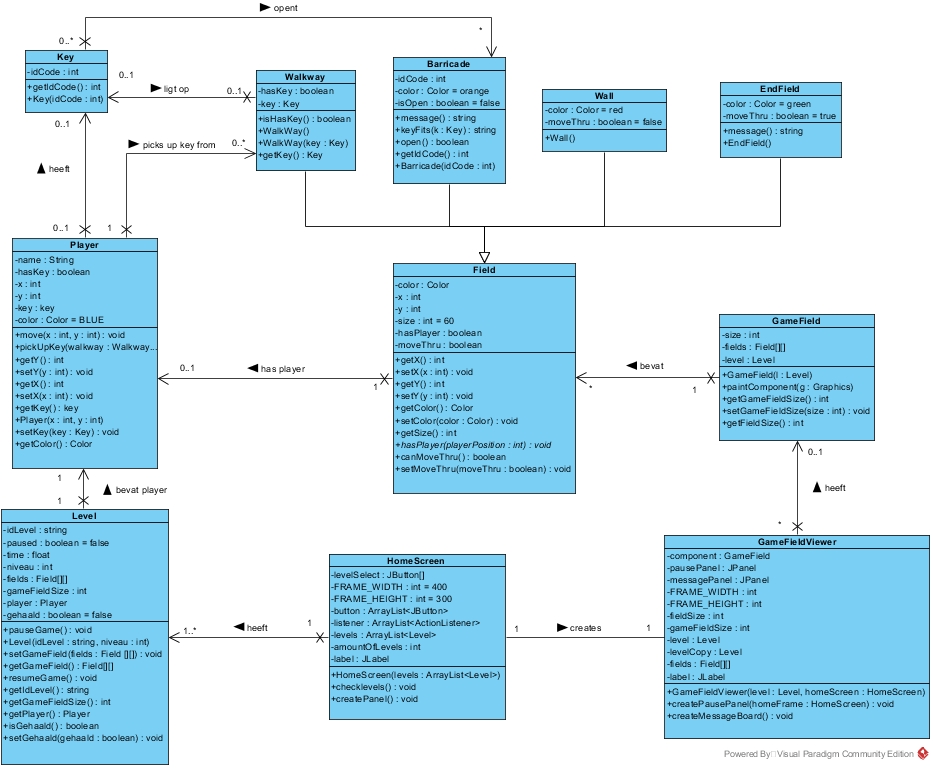 opent
0..*
*
Key
-idCode : int
+getIdCode() : int
+Key(idCode : int)
0..1
ligt op
0..1
Walkway
-hasKey : boolean
-key : Key
+isHasKey() : boolean
+WalkWay()
+WalkWay(key : Key)
+getKey() : Key
Barricade
-idCode : int
-color : Color = orange
-isOpen : boolean = false
+message() : string
+keyFits(k : Key) : string
+open() : boolean
+getIdCode() : int
+Barricade(idCode : int)
Wall
-color : Color = red
-moveThru : boolean = false
+Wall()
EndField
-color : Color = green
-moveThru : boolean = true
+message() : string
+EndField()
0..1
heeft
0..1
picks up key from
0..*
1
Player
-name : String
-hasKey : boolean
-x : int
-y : int
-key : key
-color : Color = BLUE
+move(x : int, y : int) : void
+pickUpKey(walkway : Walkway...
+getY() : int
+setY(y : int) : void
+getX() : int
+setX(x : int) : void
+getKey() : key
+Player(x : int, y : int)
+setKey(key : Key) : void
+getColor() : Color
0..1
has player
1
Field
-color : Color
-x : int
-y : int
-size : int = 60
-hasPlayer : boolean
-moveThru : boolean
+getX() : int
+setX(x : int) : void
+getY() : int
+setY(y : int) : void
+getColor() : Color
+setColor(color : Color) : void
+getSize() : int
+hasPlayer(playerPosition : int) : void
+canMoveThru() : boolean
+setMoveThru(moveThru : boolean) : void
bevat
*
1
GameField
-size : int
-fields : Field[][]
-level : Level
+GameField(l : Level)
+paintComponent(g : Graphics)
+getGameFieldSize() : int
+setGameFieldSize(size : int) : void
+getFieldSize() : int
0..1
heeft
*
1
bevat player
1
Level
-idLevel : string
-paused : boolean = false
-time : float
-niveau : int
-fields : Field[][]
-gameFieldSize : int
-player : Player
-gehaald : boolean = false
+pauseGame() : void
+Level(idLevel : string, niveau : int)
+setGameField(fields : Field [][]) : void
+getGameField() : Field[][]
+resumeGame() : void
+getIdLevel() : string
+getGameFieldSize() : int
+getPlayer() : Player
+isGehaald() : boolean
+setGehaald(gehaald : boolean) : void
1..*
heeft
1
HomeScreen
-levelSelect : JButton[]
-FRAME_WIDTH : int = 400
-FRAME_HEIGHT : int = 300
-button : ArrayList<JButton>
-listener : ArrayList<ActionListener>
-levels : ArrayList<Level>
-amountOfLevels : int
-label : JLabel
+HomeScreen(levels : ArrayList<Level>)
+checklevels() : void
+createPanel() : void
1
creates
1
GameFieldViewer
-component : GameField
-pausePanel : JPanel
-messagePanel : JPanel
-FRAME_WIDTH : int
-FRAME_HEIGHT : int
-fieldSize : int
-gameFieldSize : int
-level : Level
-levelCopy : Level
-fields : Field[][]
-label : JLabel
+GameFieldViewer(level : Level, homeScreen : HomeScreen)
+createPausePanel(homeFrame : HomeScreen) : void
+createMessageBoard() : void
Powered By Visual Paradigm Community Edition